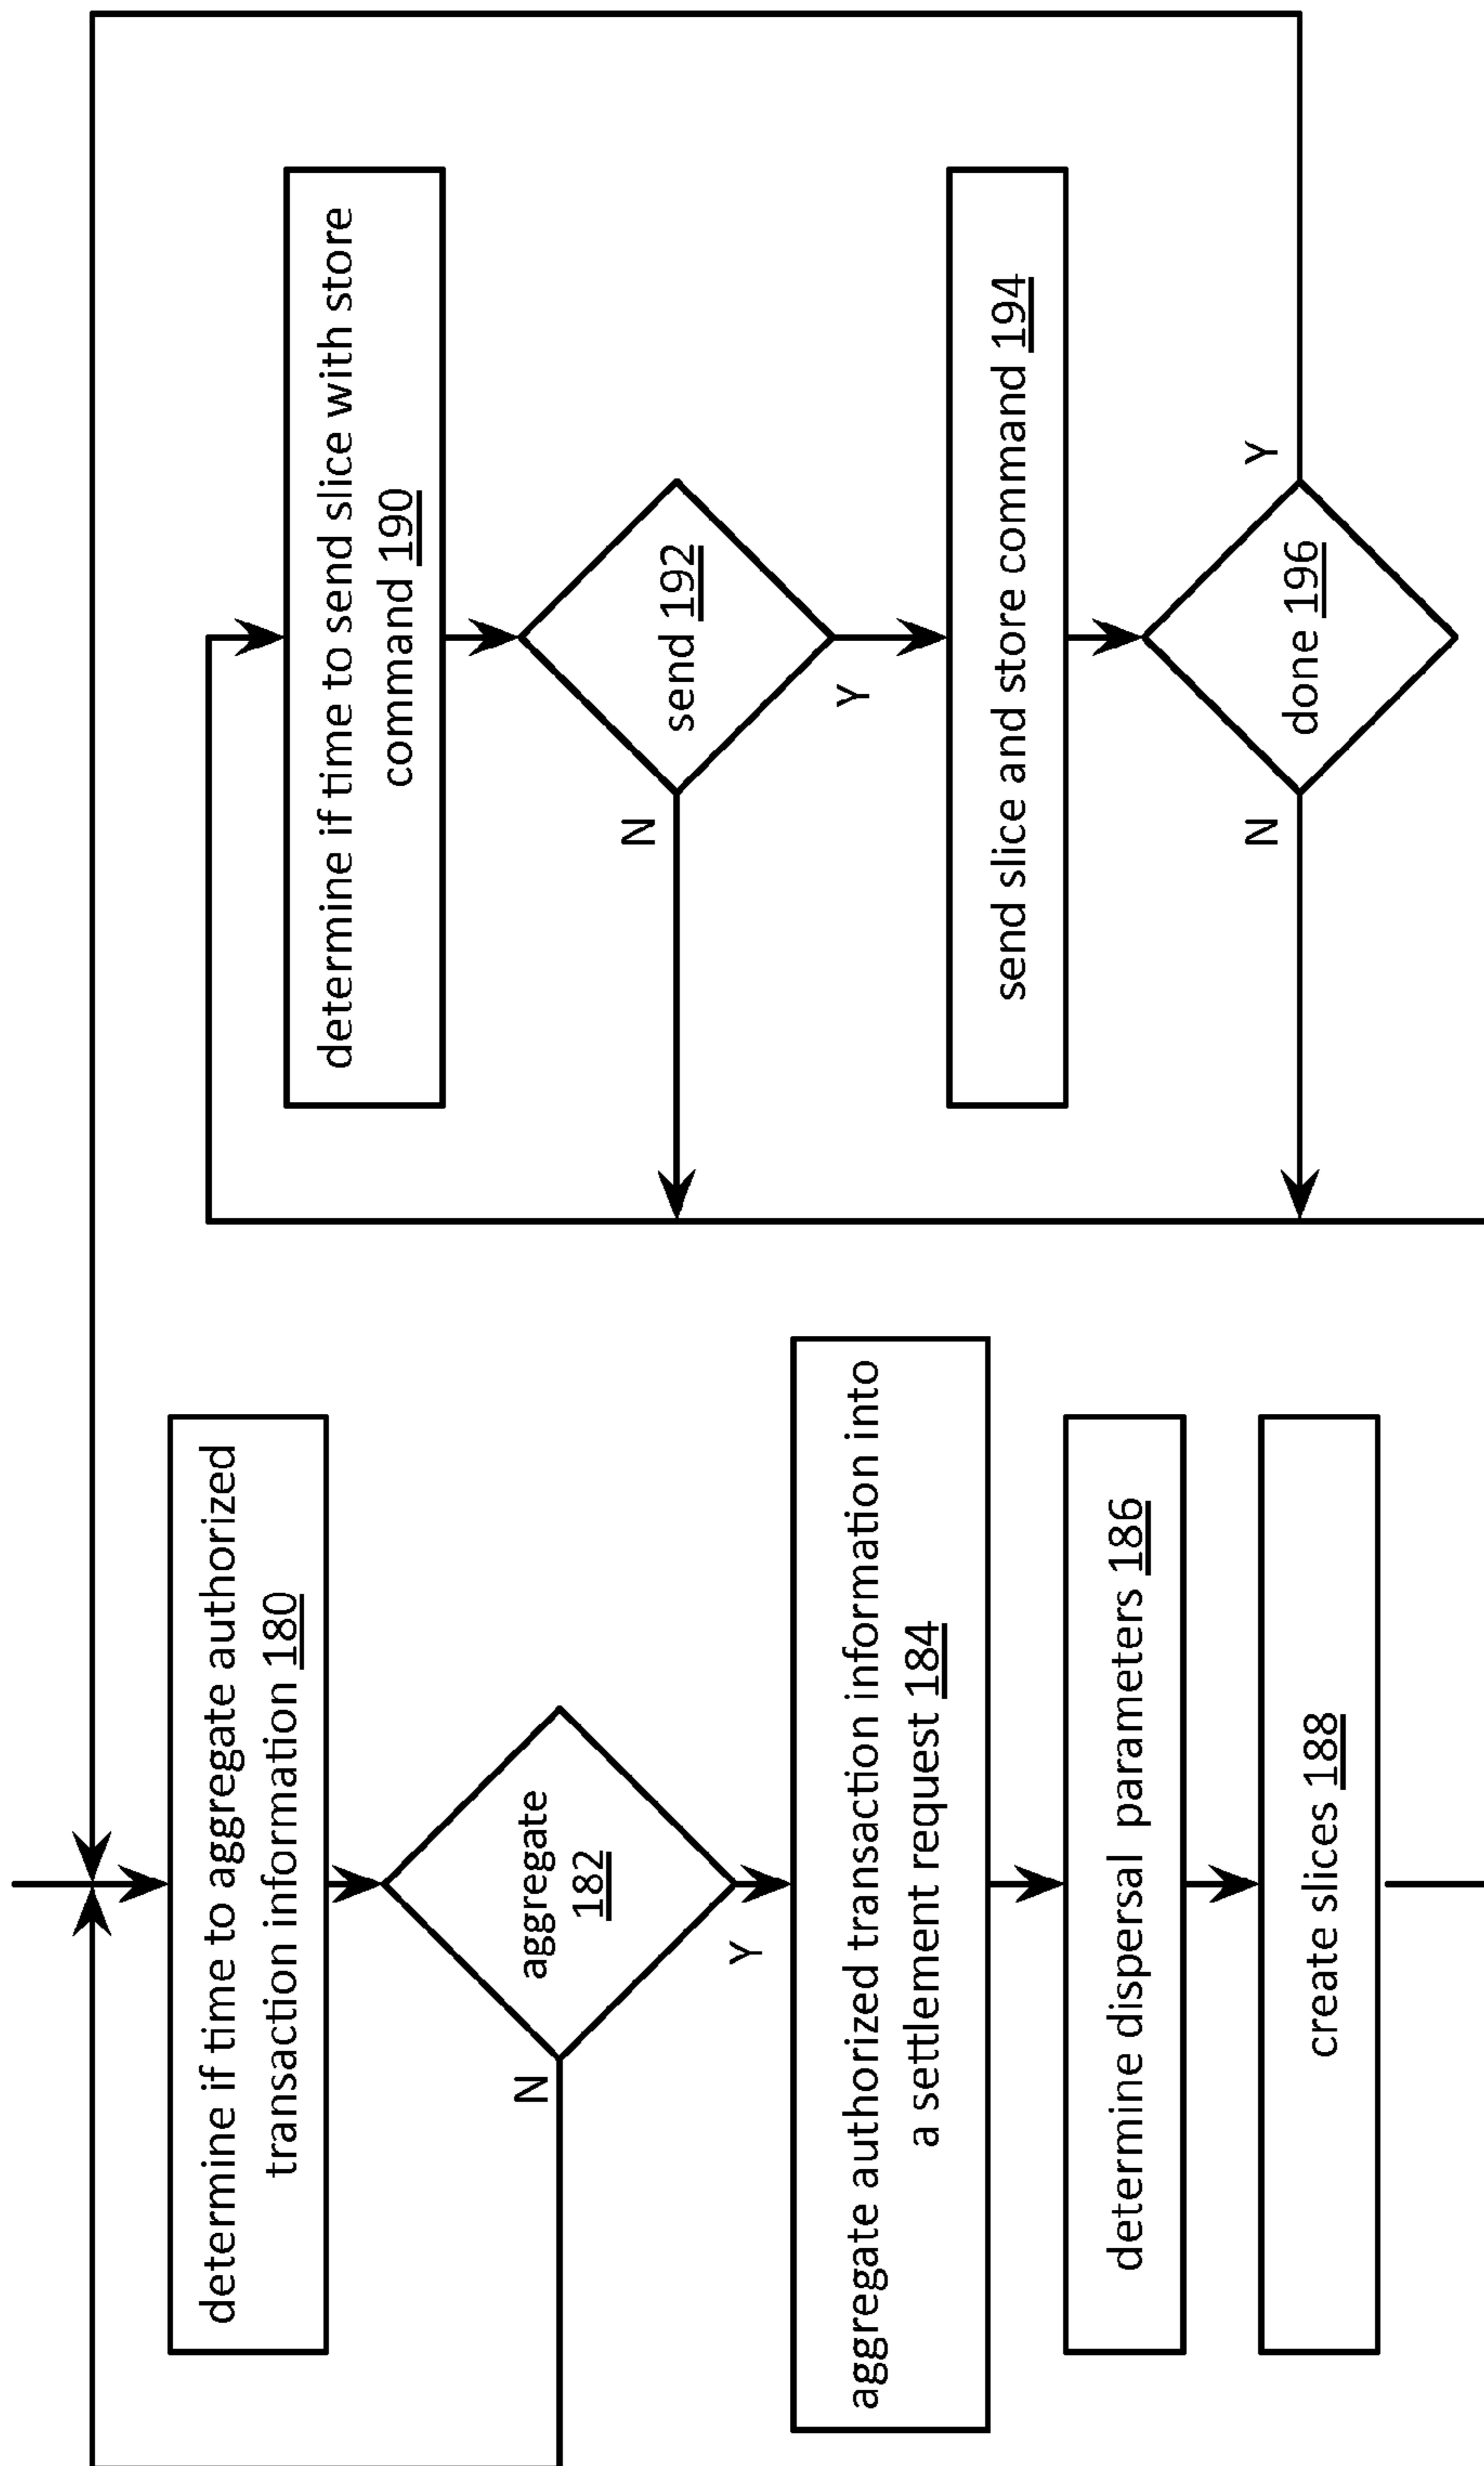 determine if time to aggregate authorized
transaction information 180
aggregate
182
N
Y
aggregate authorized transaction information into
a settlement request 184
determine dispersal parameters 186
create slices 188
determine if time to send slice with store
command 190
send 192
N
Y
send slice and store command 194
done 196
N
Y